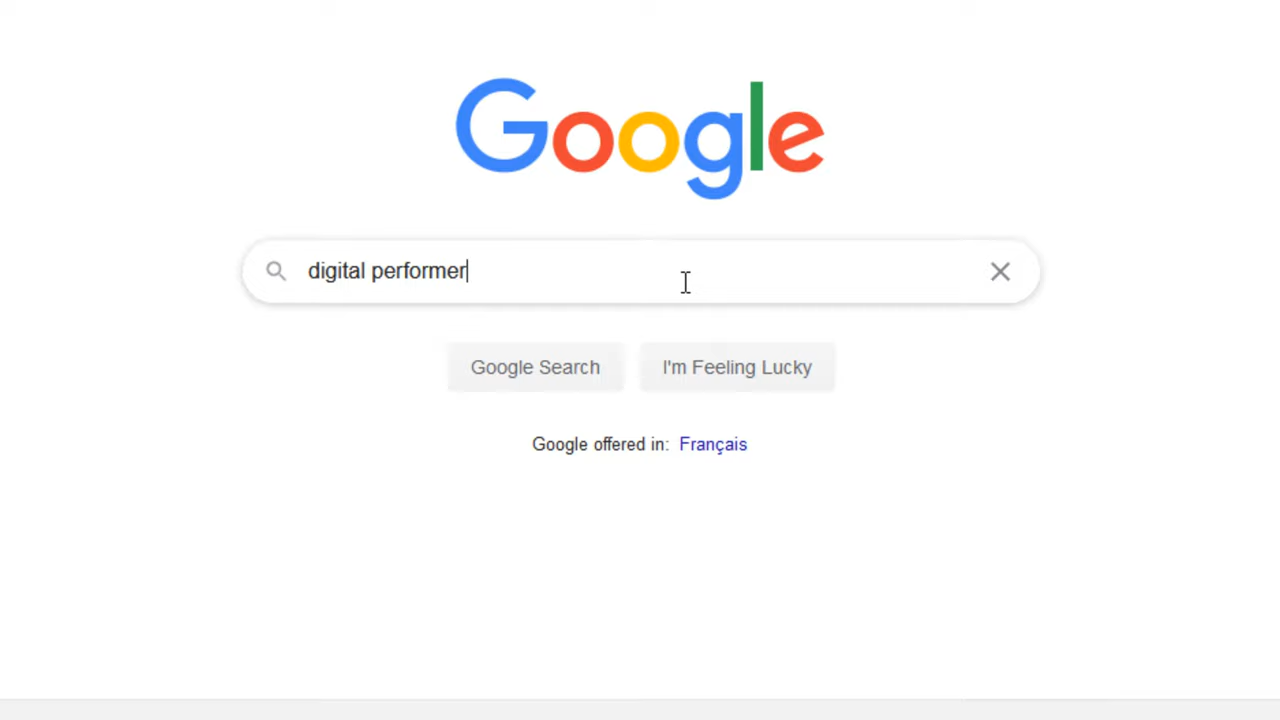 Google
digital performer
Google Search
I'm Feeling Lucky
Google offered in: Français